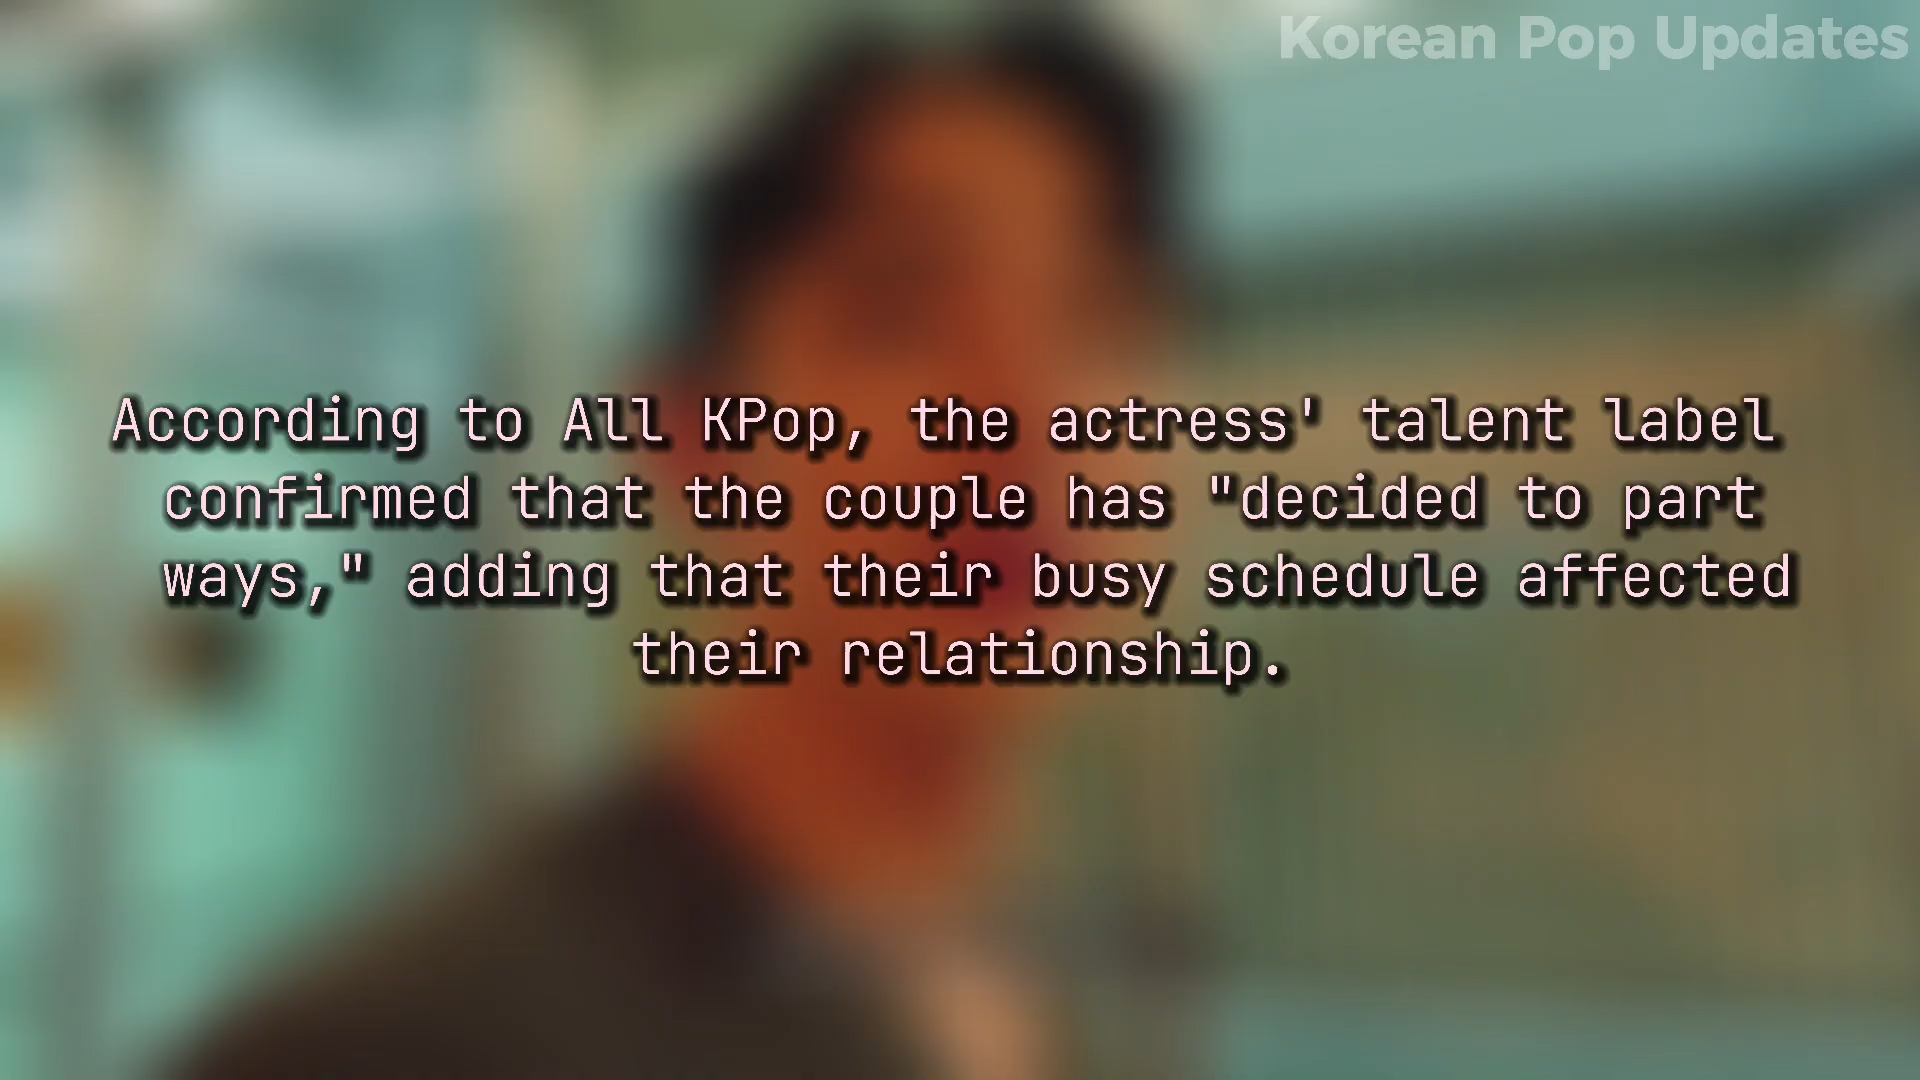 Korean Pop Updates
According to All KPop, the actress' talent label
confirmed that the couple has "decided to part
ways," adding that their busy schedule affected
their relationship.